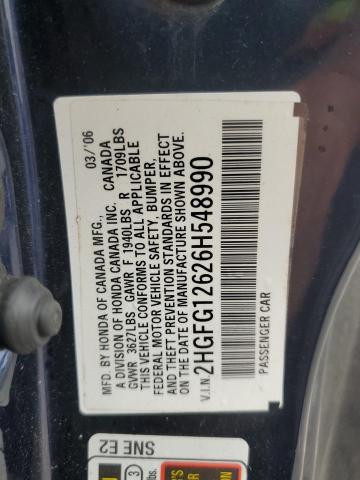 MFD. BY HONDA OF CANADA MFG., 03/'06
A DIVISION OF HONDA CANADA INC. CANADA
GVWR 3627LBS GAWR F 1940LBS R 1709LBS
THIS VEHICLE CONFORMS TO ALL APPLICABLE
FEDERAL MOTOR VEHICLE SAFETY, BUMPER,
AND THEFT PREVENTION STANDARDS IN EFFECT
ON THE DATE OF MANUFACTURE SHOWN ABOVE.
V.I.N. 2HGFG12626H548990
PASSENGER CAR
SNE E2
3
lbs.